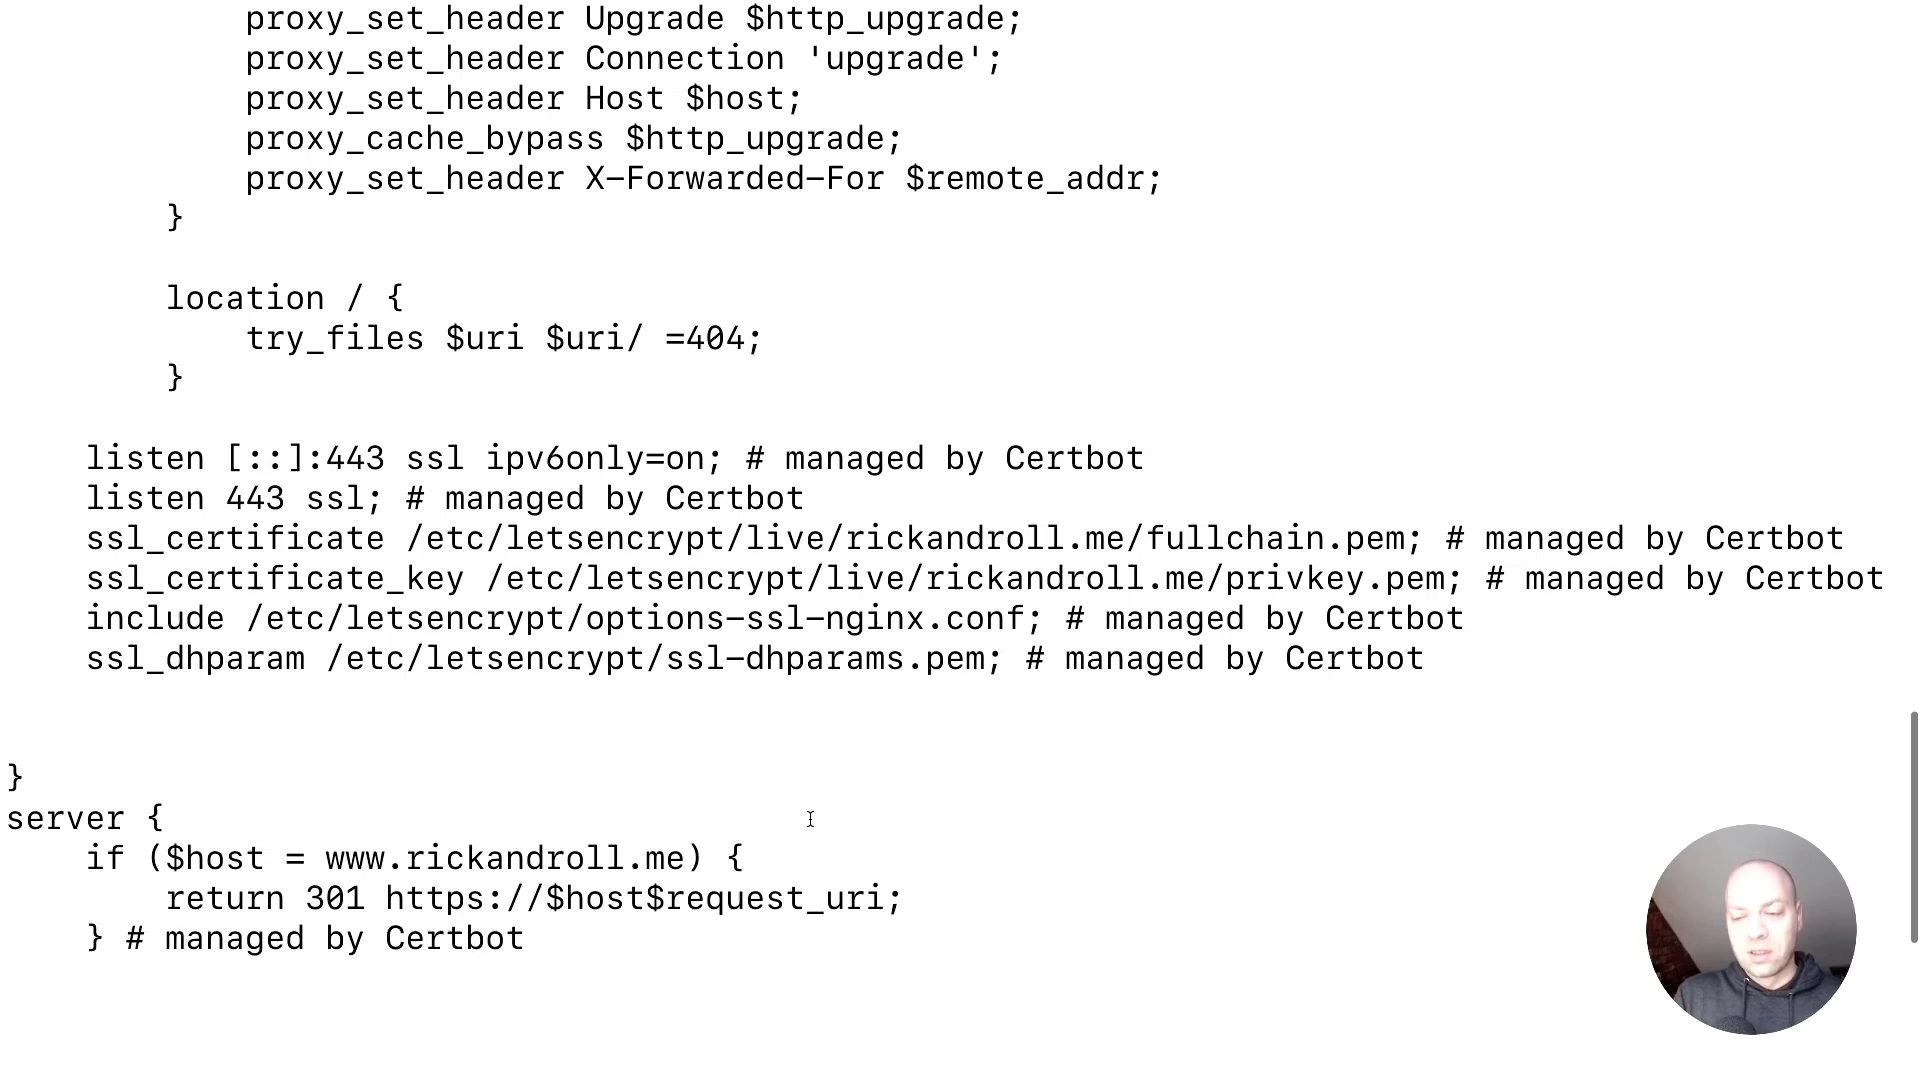 proxy_set_header Upgrade $http_upgrade;
proxy_set_header Connection 'upgrade';
proxy_set_header Host $host;
proxy_cache_bypass $http_upgrade;
proxy_set_header X-Forwarded-For $remote_addr;
}
location / {
try_files $uri $uri/ =404;
}
listen [::]:443 ssl ipv6only=on; # managed by Certbot
listen 443 ssl; # managed by Certbot
ssl_certificate /etc/letsencrypt/live/rickandroll.me/fullchain.pem; # managed by Certbot
ssl_certificate_key /etc/letsencrypt/live/rickandroll.me/privkey.pem; # managed by Certbot
include /etc/letsencrypt/options-ssl-nginx.conf; # managed by Certbot
ssl_dhparam /etc/letsencrypt/ssl-dhparams.pem; # managed by Certbot
}
server {
if ($host = www.rickandroll.me) {
return 301 https://$host$request_uri;
} # managed by Certbot